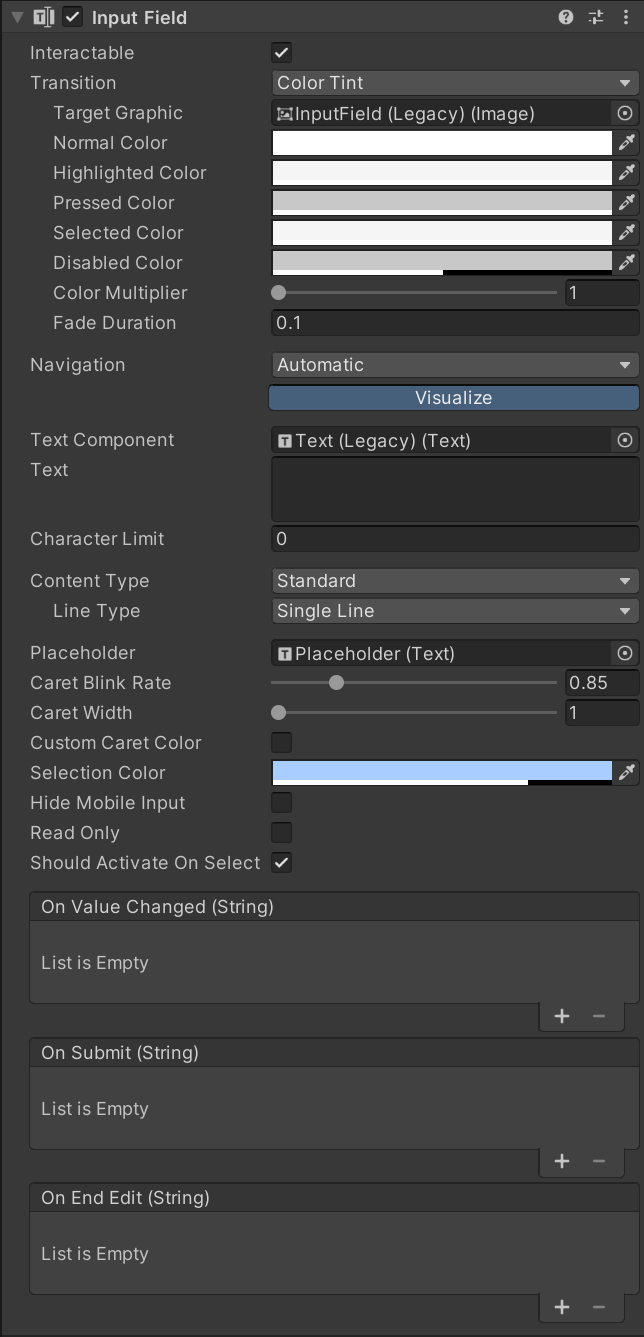 Input Field
Interactable
Transition Color Tint
Target Graphic InputField (Legacy) (Image)
Normal Color
Highlighted Color
Pressed Color
Selected Color
Disabled Color
Color Multiplier 1
Fade Duration 0.1
Navigation Automatic
Visualize
Text Component Text (Legacy) (Text)
Text
Character Limit 0
Content Type Standard
Line Type Single Line
Placeholder Placeholder (Text)
Caret Blink Rate 0.85
Caret Width 1
Custom Caret Color
Selection Color
Hide Mobile Input
Read Only
Should Activate On Select
On Value Changed (String)
List is Empty
On Submit (String)
List is Empty
On End Edit (String)
List is Empty